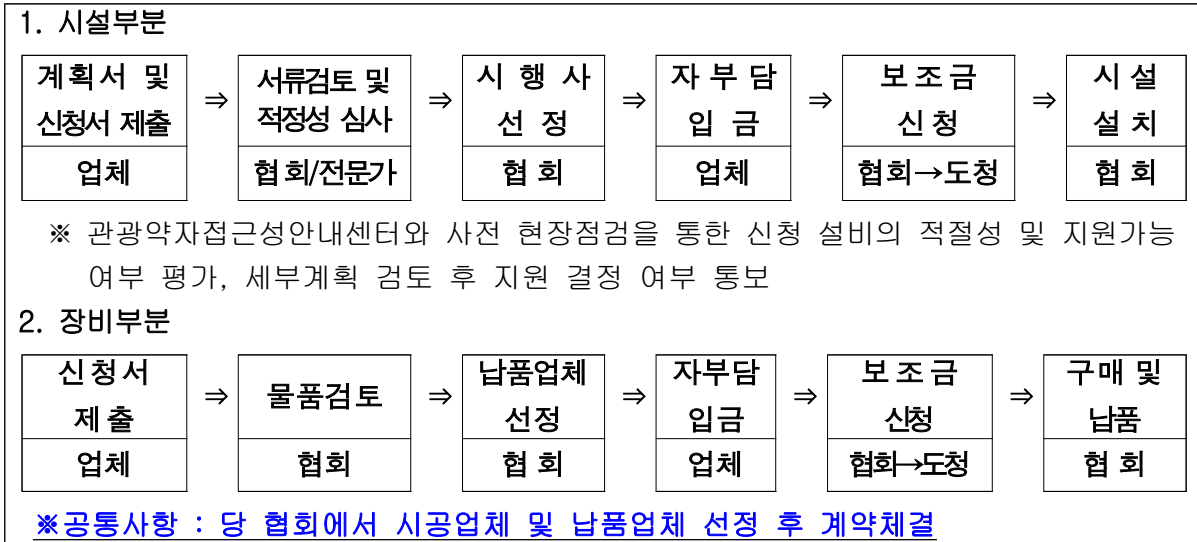 1. 시설부분
계획서 및 ⇒ 서류검토 및 ⇒ 시 행 사 ⇒ 자 부 담 ⇒ 보 조 금 ⇒ 시 설
신청서 제출 적정성 심사 선 정 입 금 신 청 설 치
업체 협회/전문가 협 회 업체 협회→도청 협 회
※ 관광약자접근성안내센터와 사전 현장점검을 통한 신청 설비의 적절성 및 지원가능
여부 평가, 세부계획 검토 후 지원 결정 여부 통보
2. 장비부분
신 청 서 ⇒ 물품검토 ⇒ 납품업체 ⇒ 자부담 ⇒ 보 조 금 ⇒ 구매 및
제 출 선정 입금 신청 납품
업체 협회 협 회 업체 협회→도청 협 회
※공통사항 : 당 협회에서 시공업체 및 납품업체 선정 후 계약체결